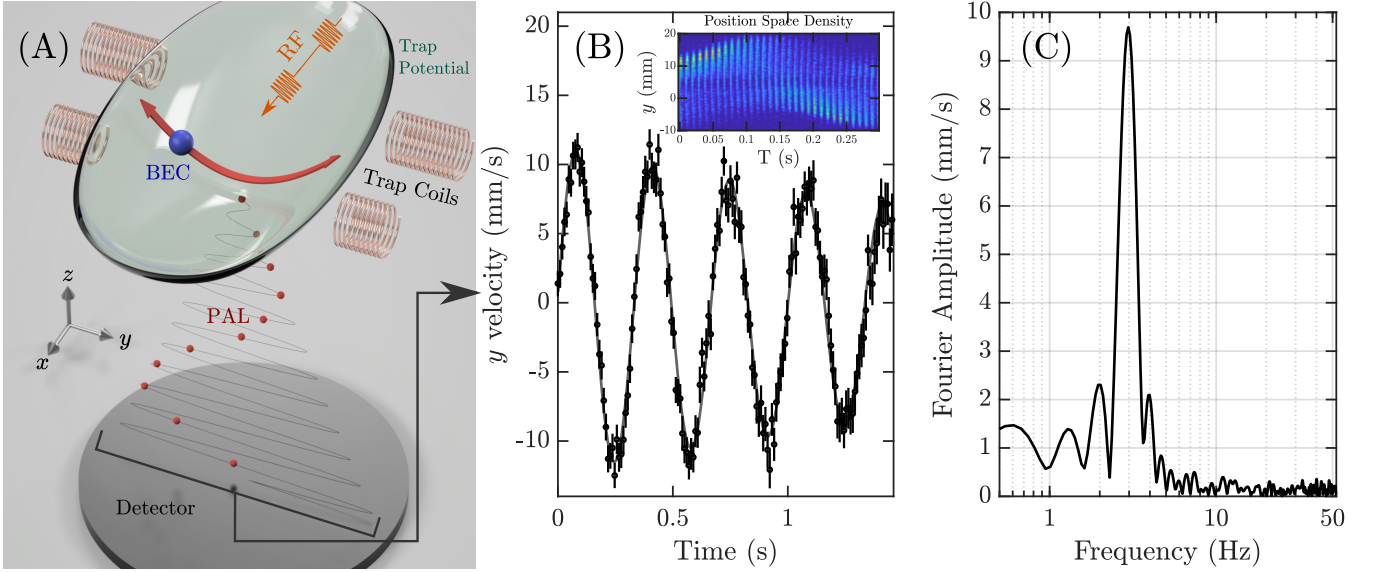 (A)
RF
Trap
Potential
BEC
Trap Coils
PAL
z
y
x
Detector
(B)
Position Space Density
20
10
0
-10
y (mm)
0
0.05
0.1
0.15
0.2
0.25
T (s)
20
15
10
5
0
-5
-10
y velocity (mm/s)
0
0.5
1
Time (s)
(C)
10
9
8
7
6
5
4
3
2
1
0
Fourier Amplitude (mm/s)
1
10
50
Frequency (Hz)